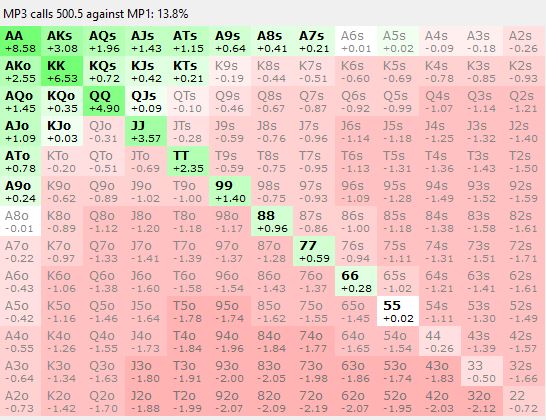 MP3 calls 500.5 against MP1: 13.8%
AA AKs AQs AJs ATs A9s A8s A7s A6s A5s A4s A3s A2s
+8.58 +3.08 +1.96 +1.43 +1.15 +0.64 +0.41 +0.21 +0.01 +0.02 -0.09 -0.18 -0.26
AKo KK KQs KJs KTs K9s K8s K7s K6s K5s K4s K3s K2s
+2.55 +6.53 +0.72 +0.42 +0.21 -0.19 -0.44 -0.51 -0.60 -0.69 -0.78 -0.85 -0.93
AQo KQo QQ QJs QTs Q9s Q8s Q7s Q6s Q5s Q4s Q3s Q2s
+1.45 +0.35 +4.90 +0.09 -0.10 -0.46 -0.67 -0.87 -0.92 -0.99 -1.07 -1.14 -1.21
AJo KJo QJo JJ JTs J9s J8s J7s J6s J5s J4s J3s J2s
+1.09 +0.03 -0.31 +3.57 -0.28 -0.59 -0.76 -0.96 -1.14 -1.18 -1.25 -1.32 -1.40
ATo KTo QTo JTo TT T9s T8s T7s T6s T5s T4s T3s T2s
+0.78 -0.20 -0.51 -0.69 +2.35 -0.59 -0.75 -0.95 -1.13 -1.31 -1.36 -1.43 -1.50
A9o K9o Q9o J9o T9o 99 98s 97s 96s 95s 94s 93s 92s
+0.24 -0.62 -0.89 -1.02 -1.00 +1.40 -0.75 -0.93 -1.09 -1.28 -1.49 -1.52 -1.59
A8o K8o Q8o J8o T8o 98o 88 87s 86s 85s 84s 83s 82s
-0.01 -0.89 -1.12 -1.20 -1.18 -1.17 +0.96 -0.86 -1.00 -1.18 -1.38 -1.58 -1.61
A7o K7o Q7o J7o T7o 97o 87o 77 76s 75s 74s 73s 72s
-0.22 -0.97 -1.33 -1.41 -1.39 -1.37 -1.28 +0.59 -0.94 -1.11 -1.31 -1.51 -1.71
A6o K6o Q6o J6o T6o 96o 86o 76o 66 65s 64s 63s 62s
-0.43 -1.06 -1.38 -1.60 -1.58 -1.54 -1.43 -1.37 +0.28 -1.02 -1.21 -1.41 -1.61
A5o K5o Q5o J5o T5o 95o 85o 75o 65o 55 54s 53s 52s
-0.42 -1.16 -1.46 -1.64 -1.78 -1.74 -1.62 -1.55 -1.45 +0.02 -1.11 -1.30 -1.49
A4o K4o Q4o J4o T4o 94o 84o 74o 64o 54o 44 43s 42s
-0.55 -1.26 -1.55 -1.73 -1.84 -1.96 -1.84 -1.77 -1.65 -1.54 -0.26 -1.39 -1.57
A3o K3o Q3o J3o T3o 93o 83o 73o 63o 53o 43o 33 32s
-0.64 -1.34 -1.63 -1.80 -1.91 -2.00 -2.05 -1.98 -1.86 -1.74 -1.83 -0.50 -1.66
A2o K2o Q2o J2o T2o 92o 82o 72o 62o 52o 42o 32o 22
-0.73 -1.42 -1.70 -1.88 -1.99 -2.07 -2.09 -2.19 -2.07 -1.95 -2.03 -2.12 0.72